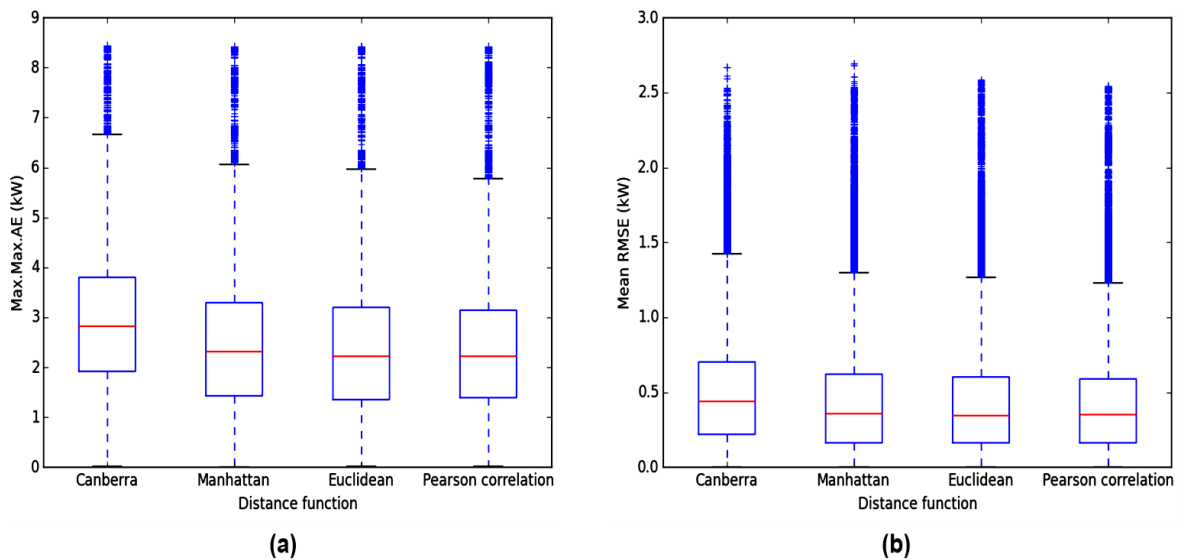 9
8
7
6
5
4
3
2
1
0
Max.Max.AE (kW)
Canberra Manhattan Euclidean Pearson correlation
Distance function
(a)
3.0
2.5
2.0
1.5
1.0
0.5
0.0
Mean RMSE (kW)
Canberra Manhattan Euclidean Pearson correlation
Distance function
(b)